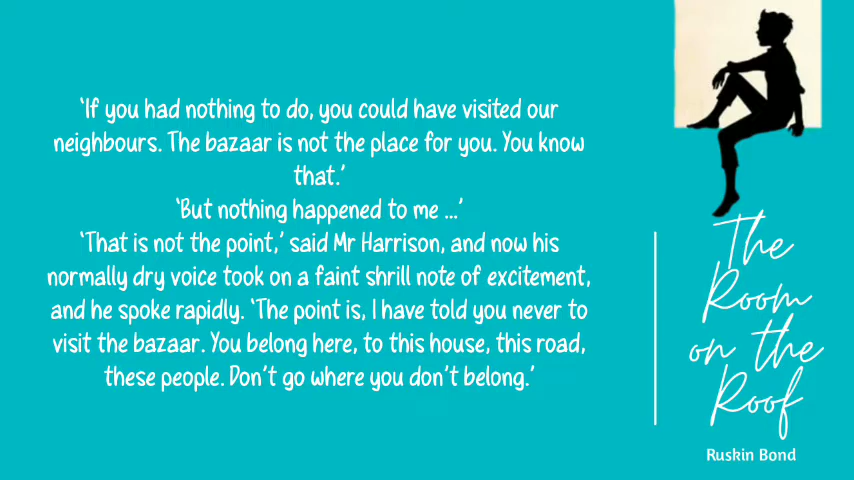 ‘If you had nothing to do, you could have visited our
neighbours. The bazaar is not the place for you. You know
that.’
‘But nothing happened to me ...’
‘That is not the point,’ said Mr Harrison, and now his
normally dry voice took on a faint shrill note of excitement,
and he spoke rapidly. ‘The point is, I have told you never to
visit the bazaar. You belong here, to this house, this road,
these people. Don’t go where you don’t belong.’
The
Room
on the
Roof
Ruskin Bond